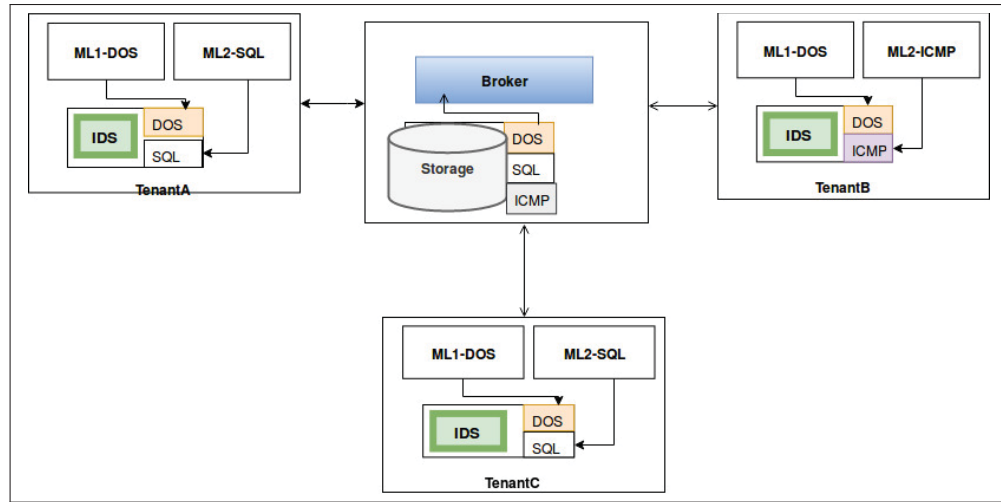 ML1-DOS
ML2-SQL
IDS
DOS
SQL
TenantA
Broker
Storage
DOS
SQL
ICMP
ML1-DOS
ML2-ICMP
IDS
DOS
ICMP
TenantB
ML1-DOS
ML2-SQL
IDS
DOS
SQL
TenantC